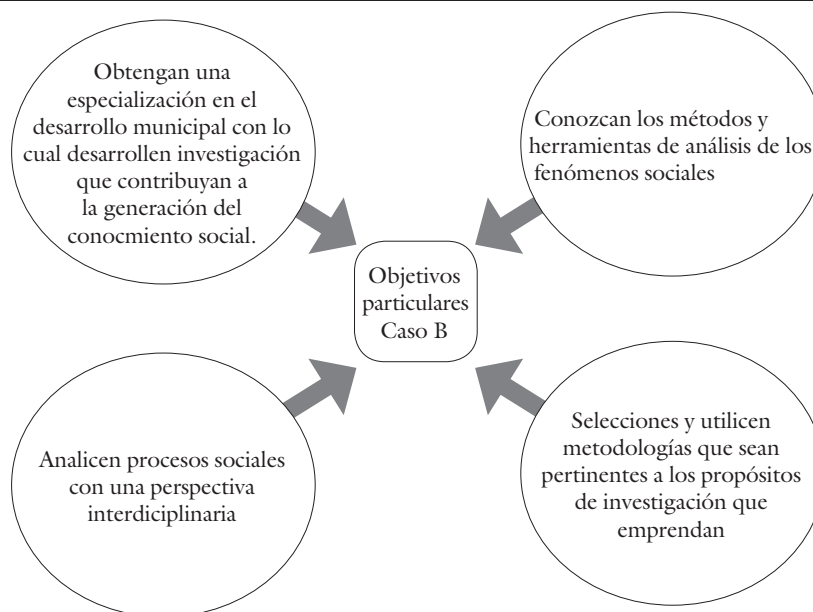 Obtengan una
especialización en el
desarrollo municipal con lo
cual desarrollen investigación
que contribuyan a
la generación del
conocmiento social.
Conozcan los métodos y
herramientas de análisis de los
fenómenos sociales
Objetivos
particulares
Caso B
Analicen procesos sociales
con una perspectiva
interdiciplinaria
Selecciones y utilicen
metodologías que sean
pertinentes a los propósitos
de investigación que
emprendan